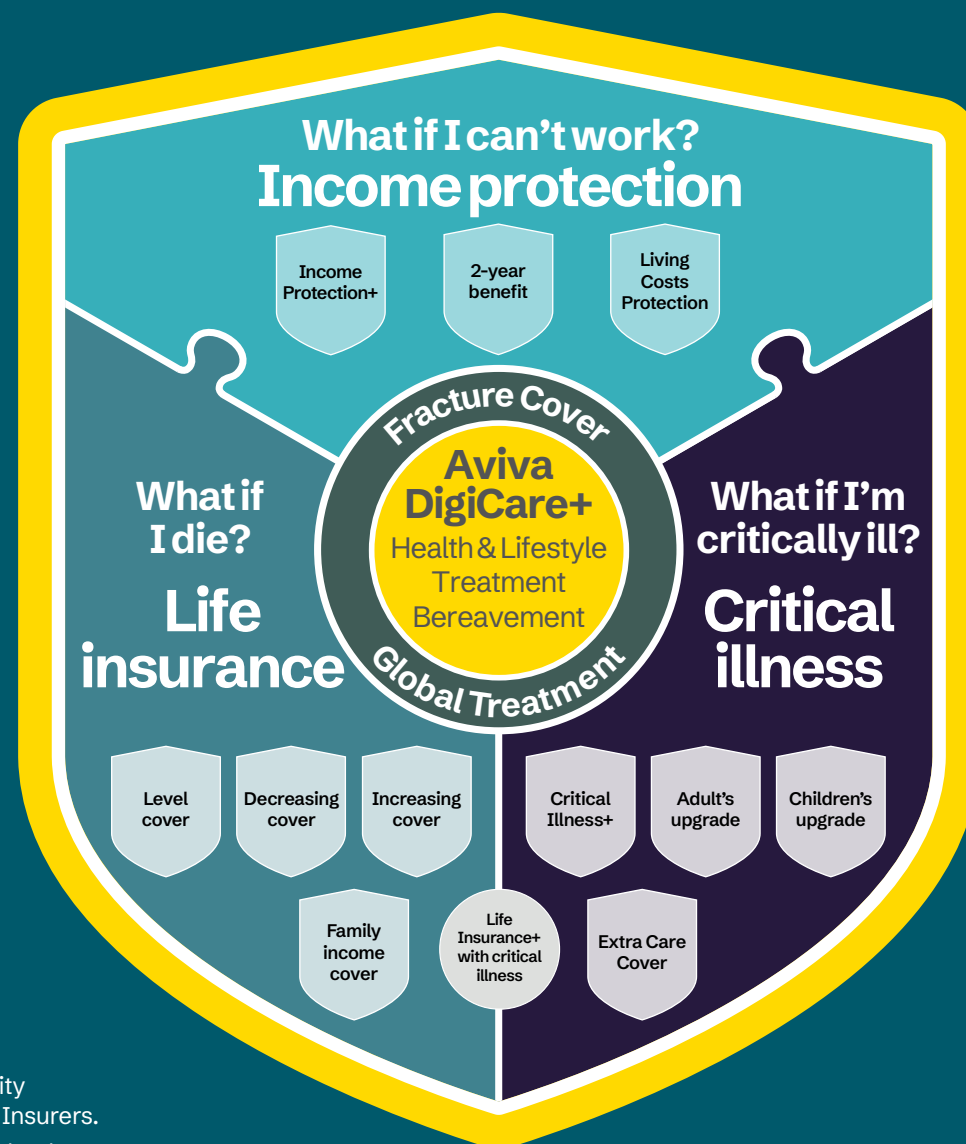 What if I can’t work?
Income protection
Income
Protection+
2-year
benefit
Living
Costs
Protection
Fracture Cover
Aviva
DigiCare+
Health & Lifestyle
Treatment
Bereavement
Global Treatment
What if
I die?
Life
insurance
What if I’m
critically ill?
Critical
illness
Level
cover
Decreasing
cover
Increasing
cover
Critical
Illness+
Adult’s
upgrade
Children’s
upgrade
Family
income
cover
Life
Insurance+
with critical
illness
Extra Care
Cover
Insurers.